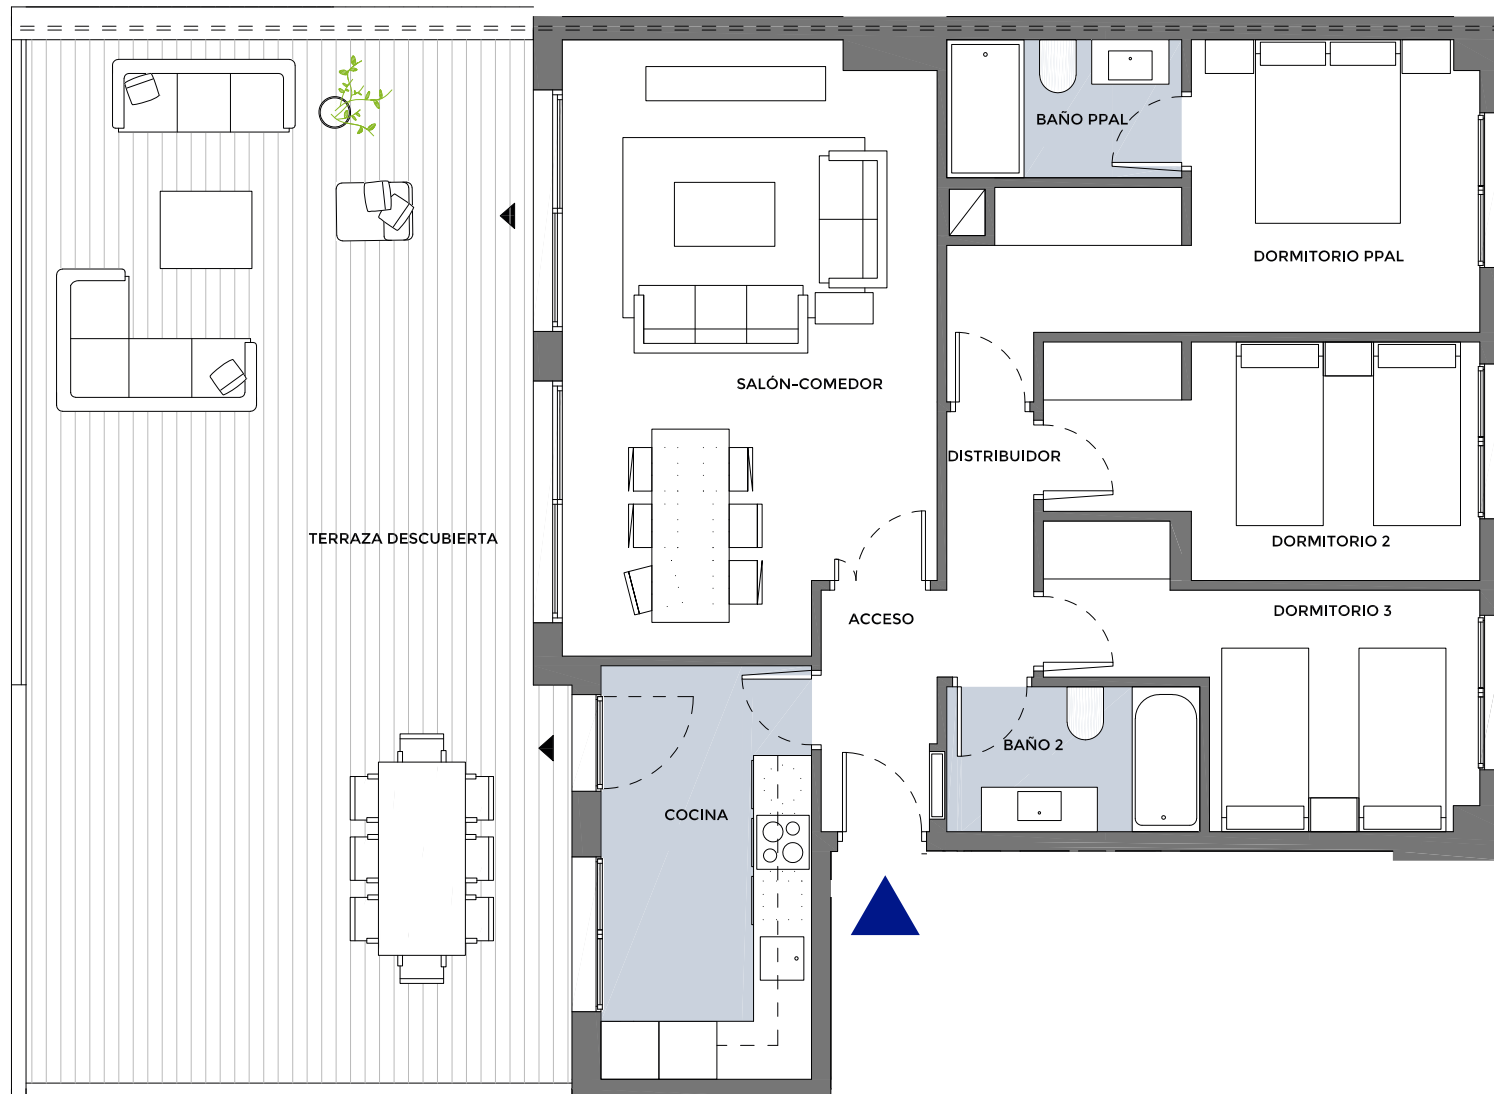 BAÑO PPAL
DORMITORIO PPAL
SALÓN-COMEDOR
DISTRIBUIDOR
TERRAZA DESCUBIERTA
DORMITORIO 2
ACCESO
DORMITORIO 3
BAÑO 2
COCINA